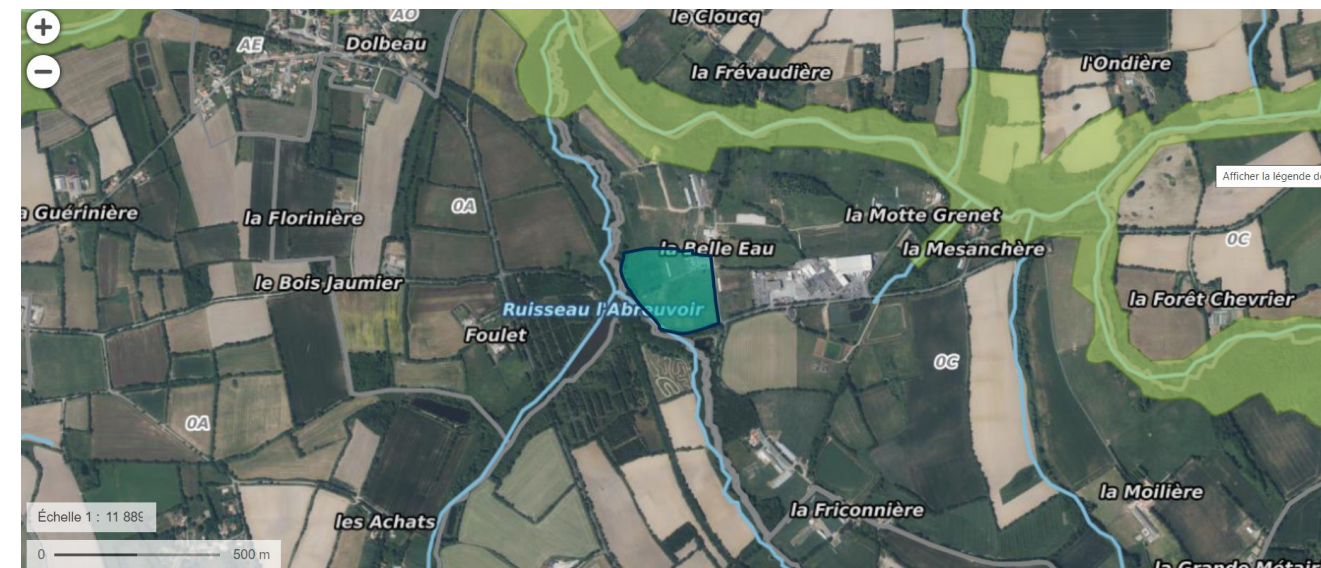 +
AO
le Cloucq
AE
Dolbeau
−
la Frévaudière
l'Ondière
Afficher la légende de
a Guérinière
la Florinière
0A
la Motte Grenet
0C
la Belle Eau
la Mesanchère
le Bois Jaumier
Ruisseau l'Abreuvoir
la Forêt Chevrier
Foulet
0C
0A
la Moilière
Échelle 1 : 11 889
les Achats
la Friconnière
0 500 m
la Grande Métair